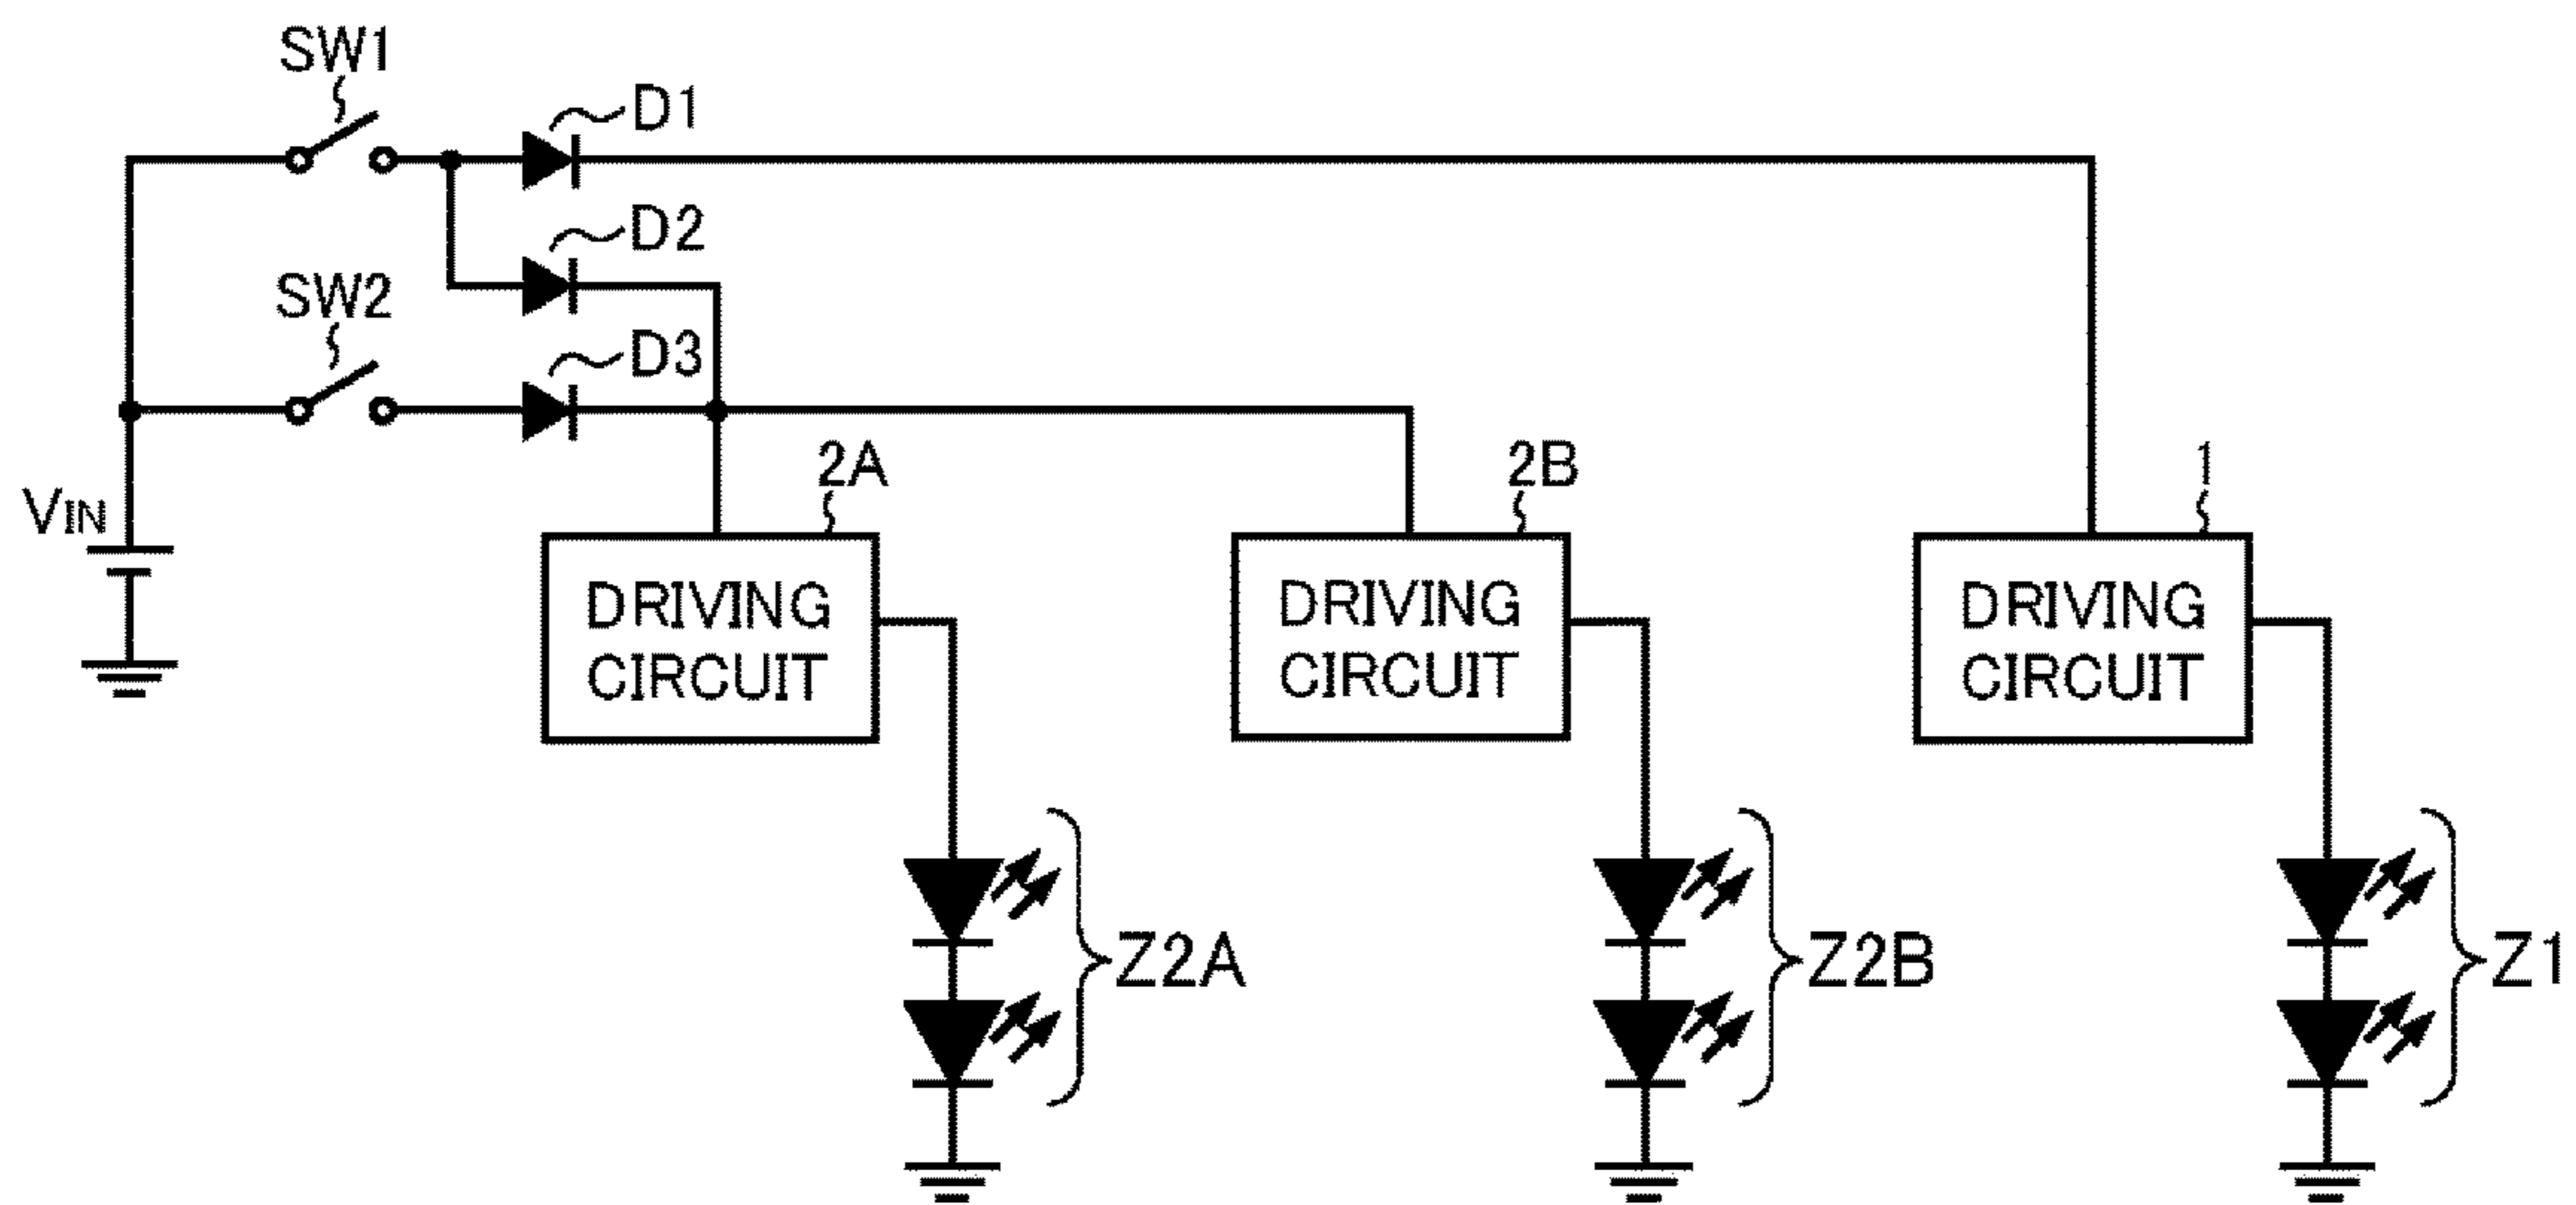 SW1
D1
D2
SW2
D3
2A
2B
1
VIN
DRIVING
CIRCUIT
DRIVING
CIRCUIT
DRIVING
CIRCUIT
Z2A
Z2B
Z1